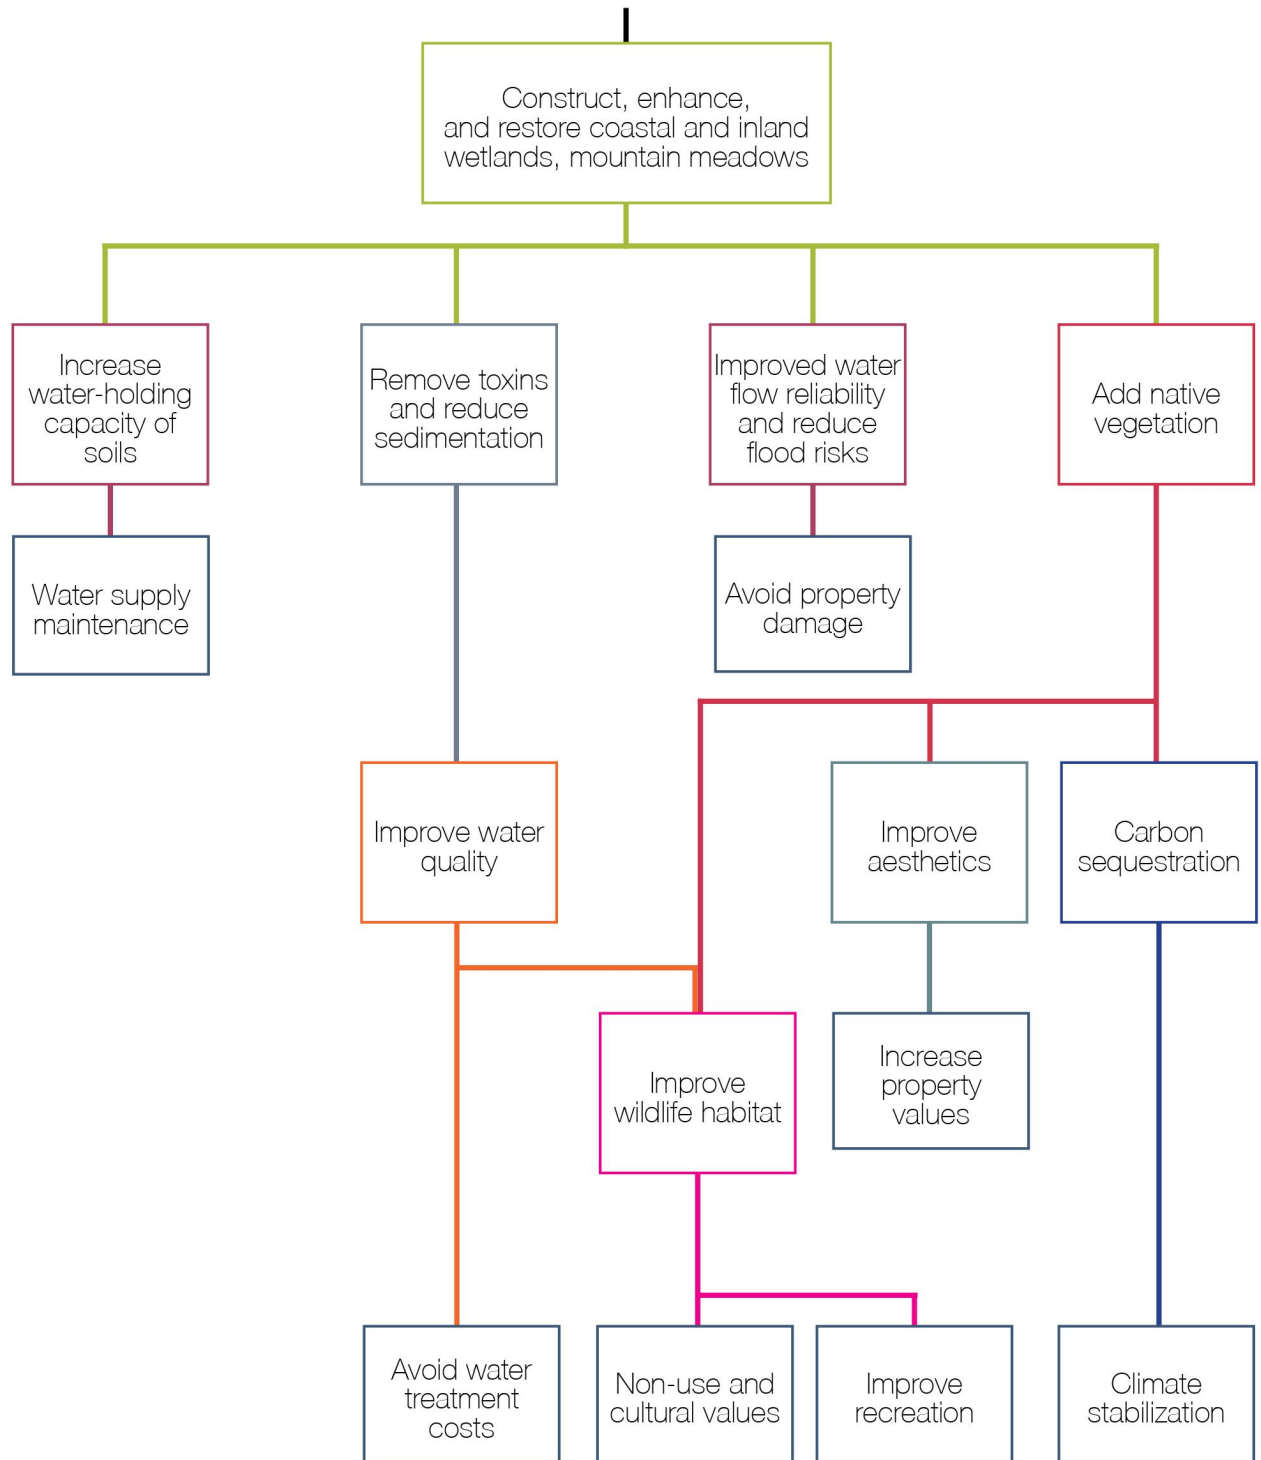 Construct, enhance,
and restore coastal and inland
wetlands, mountain meadows
Increase
water-holding
capacity of
soils
Remove toxins
and reduce
sedimentation
Improved water
flow reliability
and reduce
flood risks
Add native
vegetation
Water supply
maintenance
Avoid property
damage
Improve water
quality
Improve
aesthetics
Carbon
sequestration
Improve
wildlife habitat
Increase
property
values
Avoid water
treatment
costs
Non-use and
cultural values
Improve
recreation
Climate
stabilization